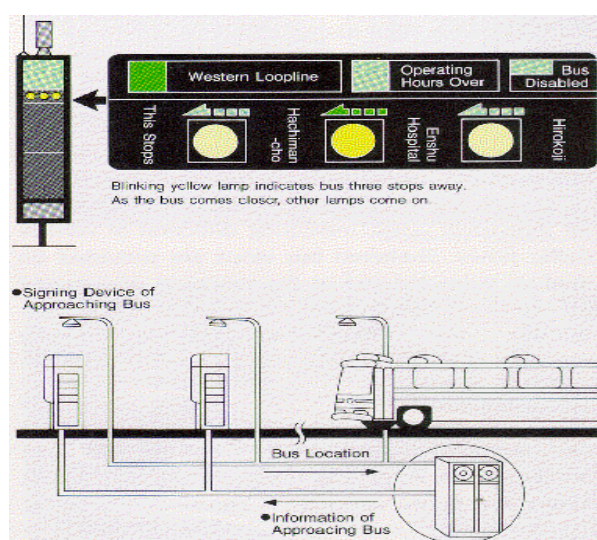 Western Loopline
Operating
Hours Over
Bus
Disabled
This Stops
Hachiman
-cho
Enshu
Hospital
Hirokoji
Blinking yellow lamp indicates bus three stops away.
As the bus comes closer, other lamps come on.
●Signing Device of
Approaching Bus
Bus Location
●Information of
Approacing Bus